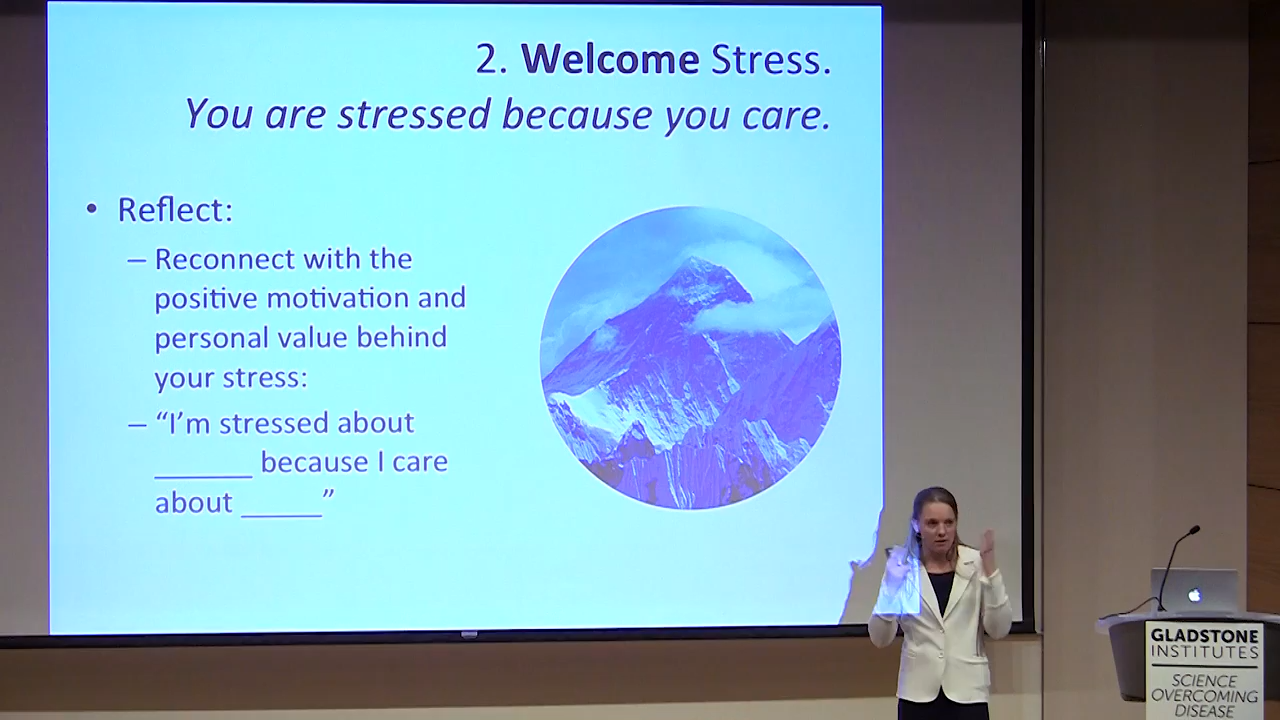 2. Welcome Stress.
You are stressed because you care.
• Reflect:
– Reconnect with the
positive motivation and
personal value behind
your stress:
– “I’m stressed about
______ because I care
about _____”
GLADSTONE
INSTITUTES
SCIENCE
OVERCOMING
DISEASE